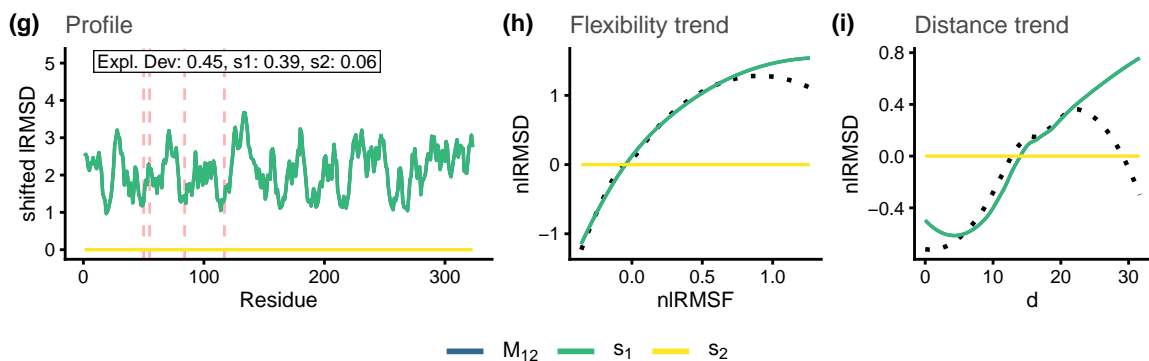 (g) Profile
Expl. Dev: 0.45, s1: 0.39, s2: 0.06
shifted lRMSD
5
4
3
2
1
0
0 100 200 300
Residue
(h) Flexibility trend
nlRMSD
1
0
−1
0.0 0.5 1.0
nlRMSF
(i) Distance trend
nlRMSD
0.8
0.4
0.0
−0.4
0 10 20 30
d
M12 s1 s2